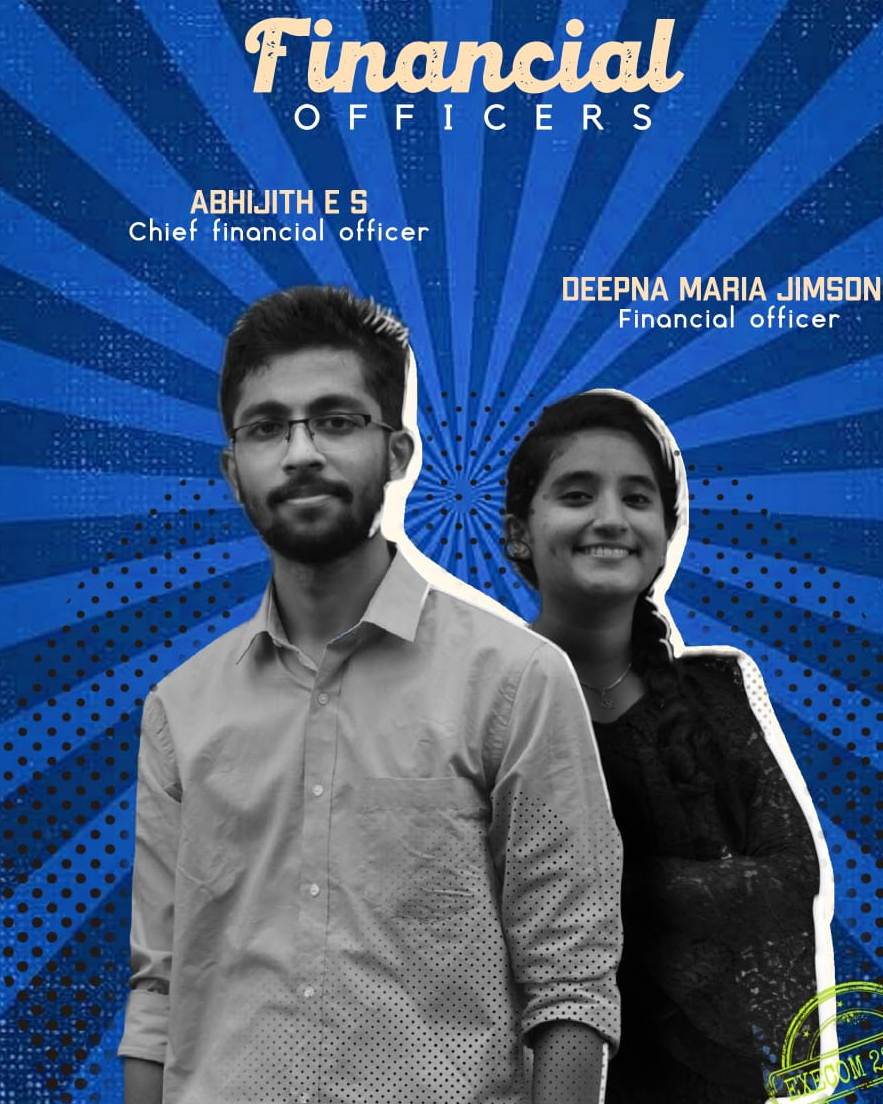 Financial
OFFICERS
ABHIJITH E S
Chief financial officer
DEEPNA MARIA JIMSON
Financial officer
EXECOM